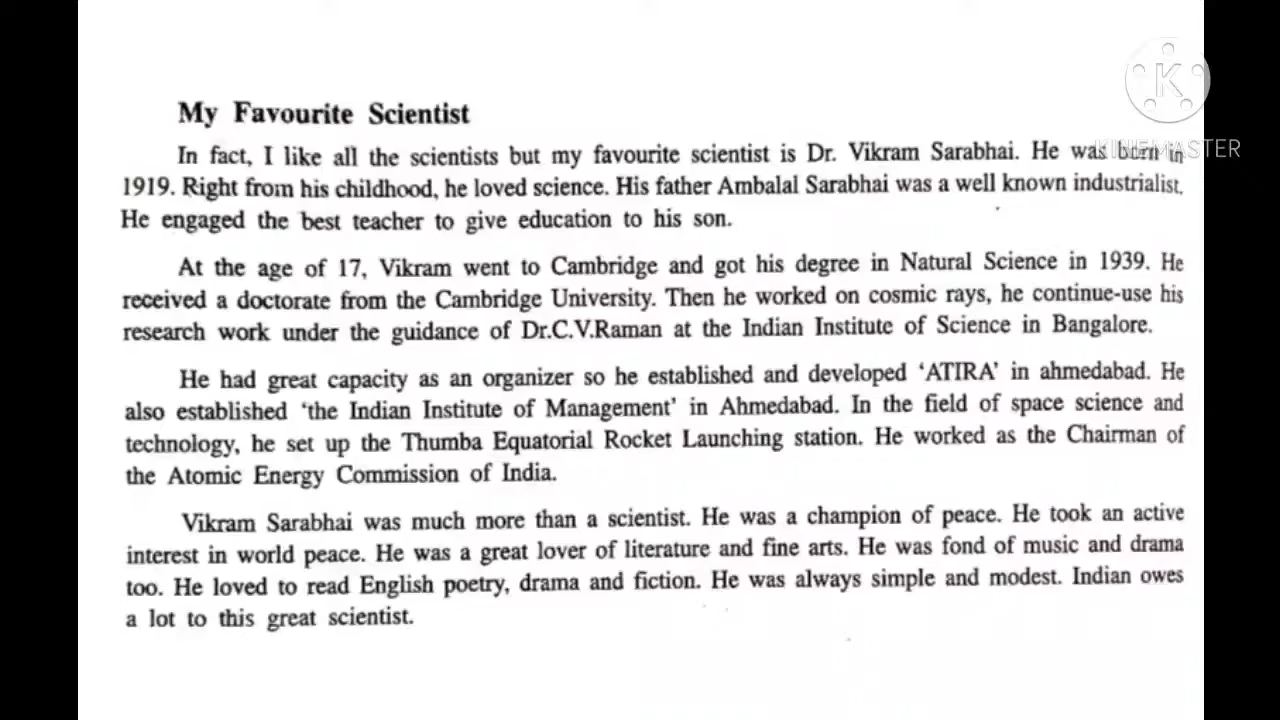 My Favourite Scientist
In fact, I like all the scientists but my favourite scientist is Dr. Vikram Sarabhai. He was born in
1919. Right from his childhood, he loved science. His father Ambalal Sarabhai was a well known industrialist.
He engaged the best teacher to give education to his son.
At the age of 17, Vikram went to Cambridge and got his degree in Natural Science in 1939. He
received a doctorate from the Cambridge University. Then he worked on cosmic rays, he continue-use his
research work under the guidance of Dr.C.V.Raman at the Indian Institute of Science in Bangalore.
He had great capacity as an organizer so he established and developed 'ATIRA' in ahmedabad. He
also established 'the Indian Institute of Management' in Ahmedabad. In the field of space science and
technology, he set up the Thumba Equatorial Rocket Launching station. He worked as the Chairman of
the Atomic Energy Commission of India.
Vikram Sarabhai was much more than a scientist. He was a champion of peace. He took an active
interest in world peace. He was a great lover of literature and fine arts. He was fond of music and drama
too. He loved to read English poetry, drama and fiction. He was always simple and modest. Indian owes
a lot to this great scientist.
K
KINEMASTER